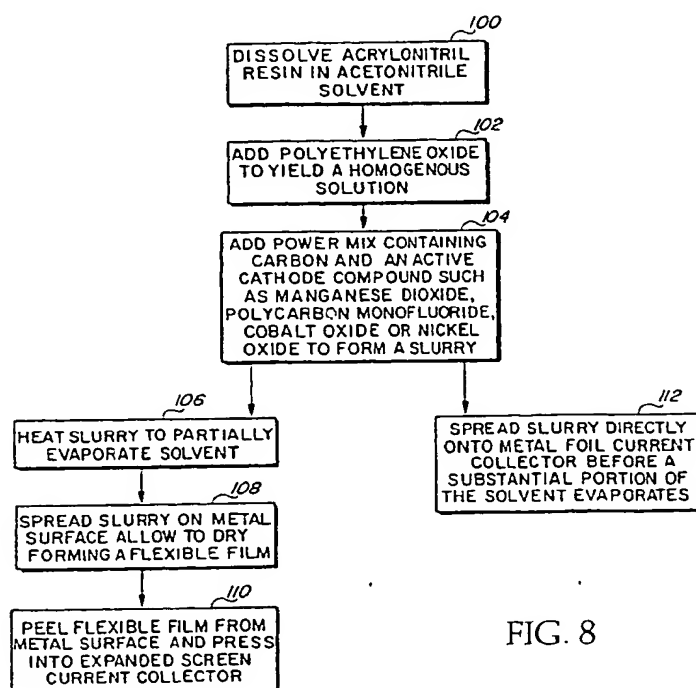 100
DISSOLVE ACRYLONITRIL
RESIN IN ACETONITRILE
SOLVENT
102
ADD POLYETHYLENE OXIDE
TO YIELD A HOMOGENOUS
SOLUTION
104
ADD POWER MIX CONTAINING
CARBON AND AN ACTIVE
CATHODE COMPOUND SUCH
AS MANGANESE DIOXIDE,
POLYCARBON MONOFLUORIDE,
COBALT OXIDE OR NICKEL
OXIDE TO FORM A SLURRY
106
HEAT SLURRY TO PARTIALLY
EVAPORATE SOLVENT
108
SPREAD SLURRY ON METAL
SURFACE ALLOW TO DRY
FORMING A FLEXIBLE FILM
110
PEEL FLEXIBLE FILM FROM
METAL SURFACE AND PRESS
INTO EXPANDED SCREEN
CURRENT COLLECTOR
112
SPREAD SLURRY DIRECTLY
ONTO METAL FOIL CURRENT
COLLECTOR BEFORE A
SUBSTANTIAL PORTION OF
THE SOLVENT EVAPORATES
FIG. 8